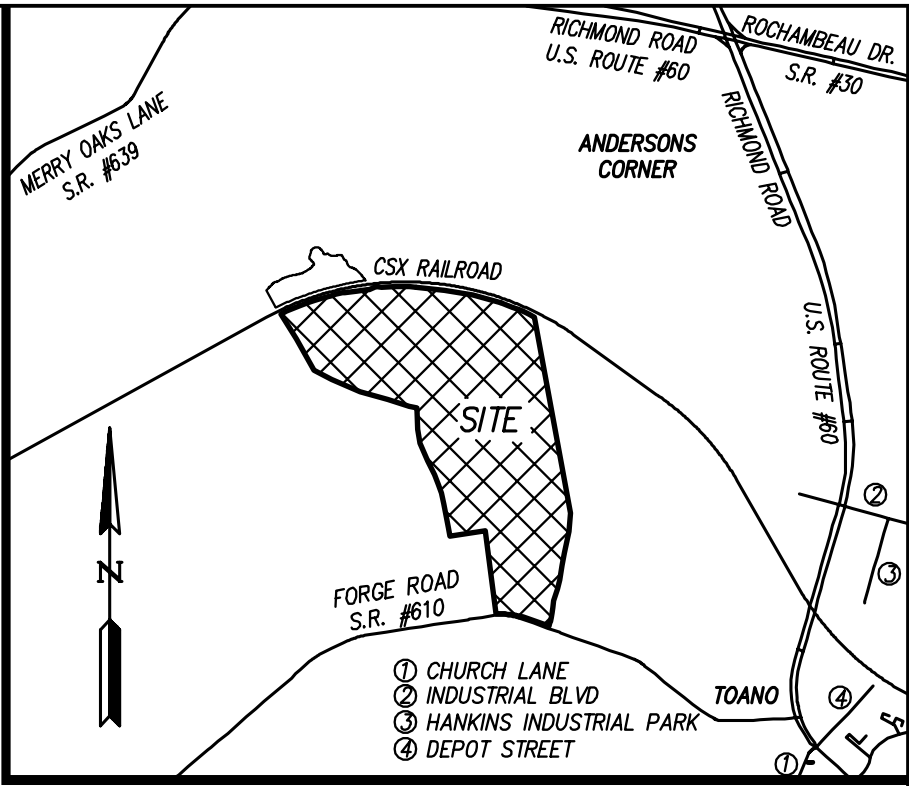 RICHMOND ROAD
U.S. ROUTE #60
ROCHAMBEAU DR.
S.R. #30
MERRY OAKS LANE
S.R. #639
RICHMOND ROAD
ANDERSONS
CORNER
CSX RAILROAD
U.S. ROUTE #60
SITE
②
N
③
FORGE ROAD
S.R. #610
① CHURCH LANE
② INDUSTRIAL BLVD
③ HANKINS INDUSTRIAL PARK
④ DEPOT STREET
TOANO
④
①